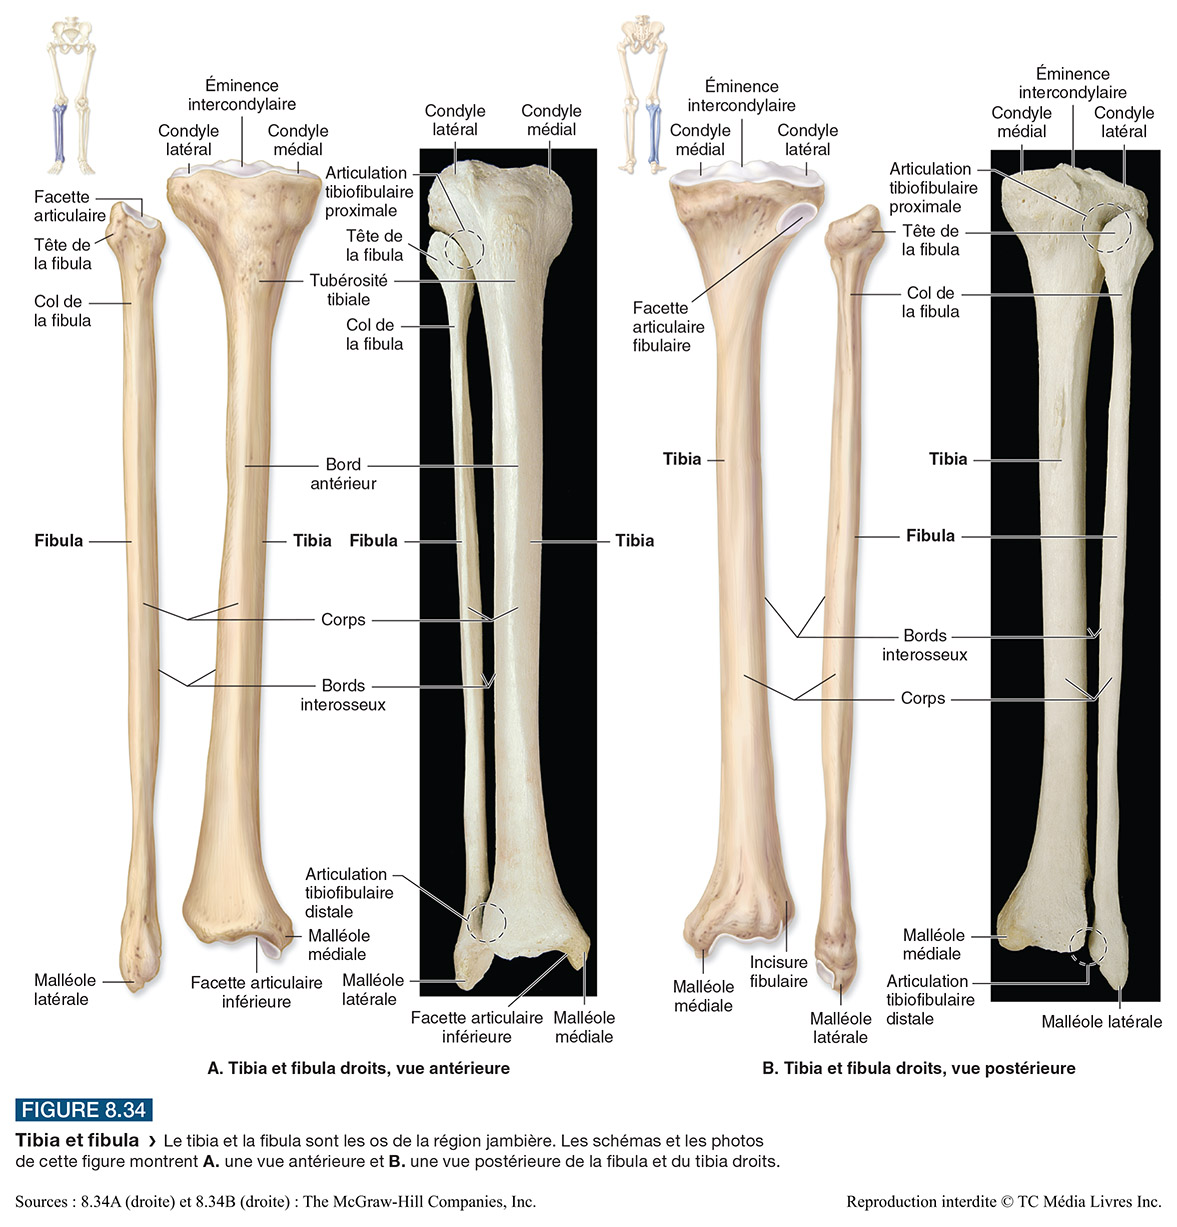 Éminence
intercondylaire
Condyle
latéral
Condyle
médial
Facette
articulaire
Tête de
la fibula
Col de
la fibula
Condyle
latéral
Condyle
médial
Articulation
tibiofibulaire
proximale
Tête de
la fibula
Tubérosité
tibiale
Col de
la fibula
Bord
antérieur
Fibula
Tibia
Fibula
Tibia
Corps
Bords
interosseux
Articulation
tibiofibulaire
distale
Malléole
médiale
Malléole
latérale
Facette articulaire
inférieure
Malléole
latérale
Facette articulaire
inférieure
Malléole
médiale
A. Tibia et fibula droits, vue antérieure
Éminence
intercondylaire
Condyle
médial
Condyle
latéral
Éminence
intercondylaire
Condyle
médial
Condyle
latéral
Articulation
tibiofibulaire
proximale
Tête de
la fibula
Col de
la fibula
Facette
articulaire
fibulaire
Tibia
Tibia
Fibula
Bords
interosseux
Corps
Malléole
médiale
Incisure
fibulaire
Malléole
latérale
Malléole
médiale
Articulation
tibiofibulaire
distale
Malléole latérale
B. Tibia et fibula droits, vue postérieure
FIGURE 8.34
Tibia et fibula › Le tibia et la fibula sont les os de la région jambière. Les schémas et les photos
de cette figure montrent A. une vue antérieure et B. une vue postérieure de la fibula et du tibia droits.
Sources : 8.34A (droite) et 8.34B (droite) : The McGraw-Hill Companies, Inc.
Reproduction interdite © TC Média Livres Inc.